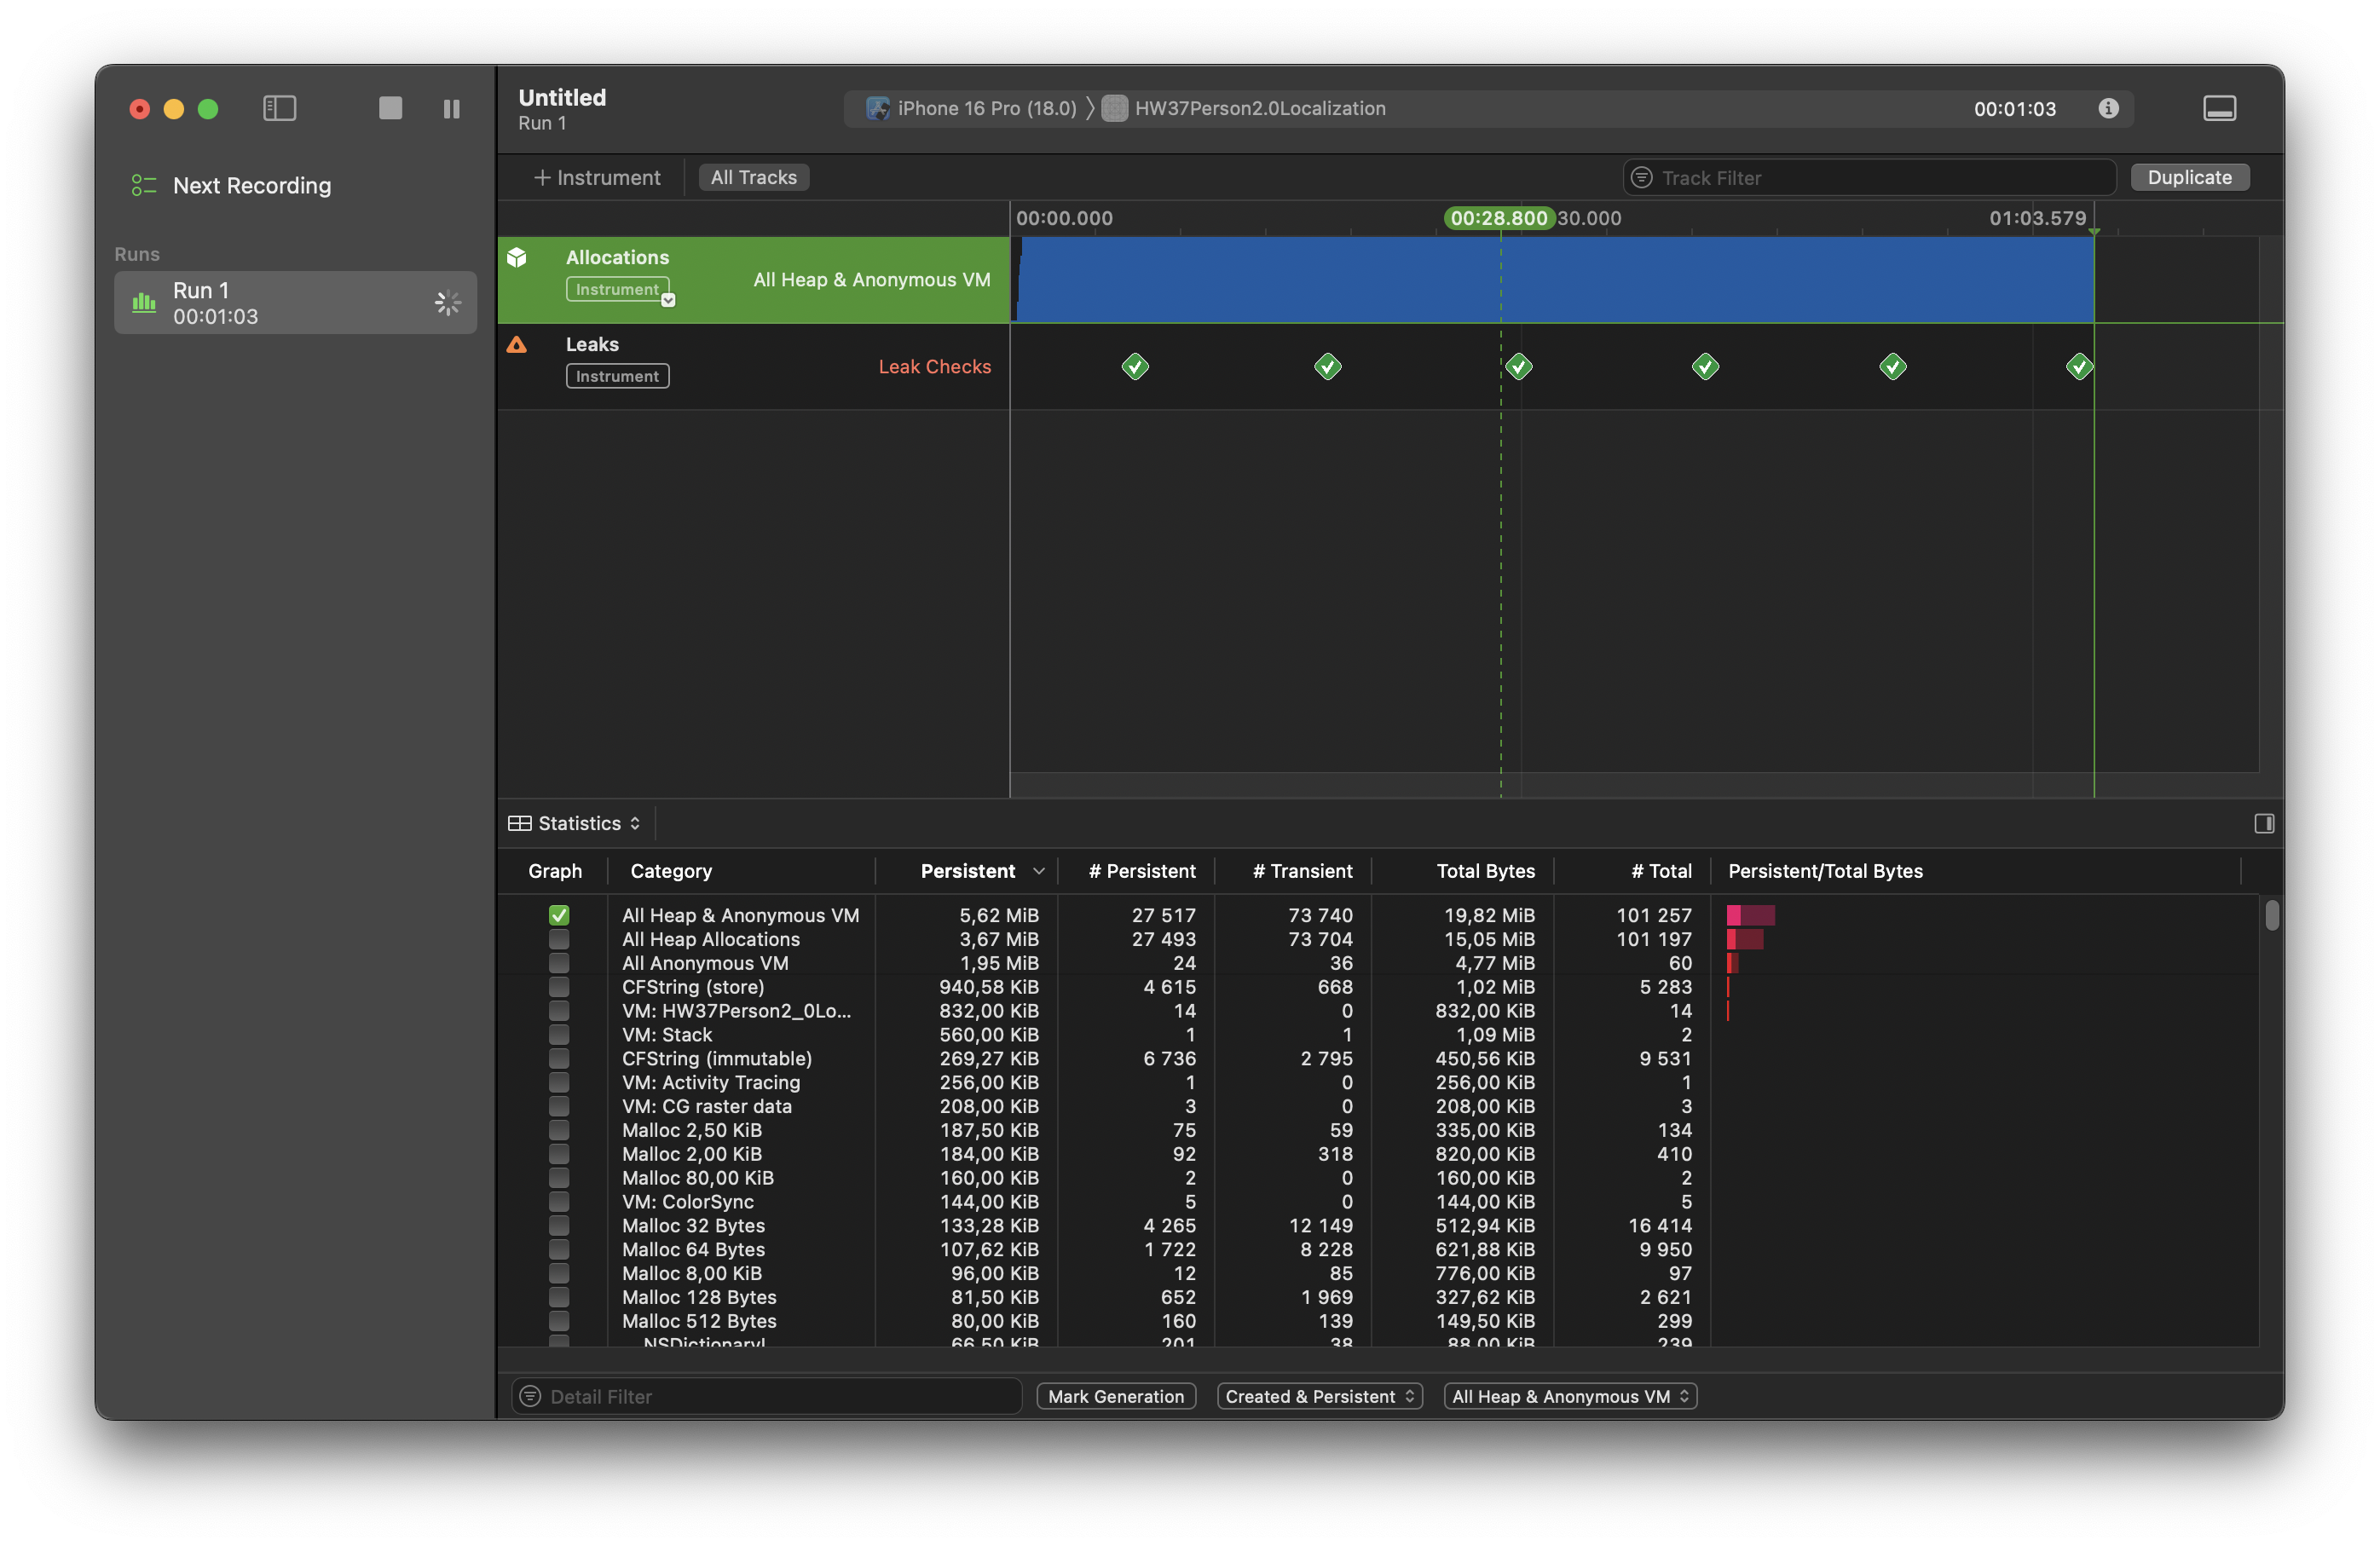 Untitled
Run 1
iPhone 16 Pro (18.0) 〉 HW37Person2.0Localization
00:01:03
Next Recording
Runs
Run 1
00:01:03
+ Instrument
All Tracks
Track Filter
Duplicate
00:00.000
00:28.800
30.000
01:03.579
Allocations
Instrument
All Heap & Anonymous VM
Leaks
Instrument
Leak Checks
Statistics
Graph Category Persistent # Persistent # Transient Total Bytes # Total Persistent/Total Bytes
All Heap & Anonymous VM 5,62 MiB 27 517 73 740 19,82 MiB 101 257
All Heap Allocations 3,67 MiB 27 493 73 704 15,05 MiB 101 197
All Anonymous VM 1,95 MiB 24 36 4,77 MiB 60
CFString (store) 940,58 KiB 4 615 668 1,02 MiB 5 283
VM: HW37Person2_0Lo... 832,00 KiB 14 0 832,00 KiB 14
VM: Stack 560,00 KiB 1 1 1,09 MiB 2
CFString (immutable) 269,27 KiB 6 736 2 795 450,56 KiB 9 531
VM: Activity Tracing 256,00 KiB 1 0 256,00 KiB 1
VM: CG raster data 208,00 KiB 3 0 208,00 KiB 3
Malloc 2,50 KiB 187,50 KiB 75 59 335,00 KiB 134
Malloc 2,00 KiB 184,00 KiB 92 318 820,00 KiB 410
Malloc 80,00 KiB 160,00 KiB 2 0 160,00 KiB 2
VM: ColorSync 144,00 KiB 5 0 144,00 KiB 5
Malloc 32 Bytes 133,28 KiB 4 265 12 149 512,94 KiB 16 414
Malloc 64 Bytes 107,62 KiB 1 722 8 228 621,88 KiB 9 950
Malloc 8,00 KiB 96,00 KiB 12 85 776,00 KiB 97
Malloc 128 Bytes 81,50 KiB 652 1 969 327,62 KiB 2 621
Malloc 512 Bytes 80,00 KiB 160 139 149,50 KiB 299
NSDictionaryI 66,50 KiB 201 38 88,00 KiB 239
Detail Filter
Mark Generation
Created & Persistent
All Heap & Anonymous VM